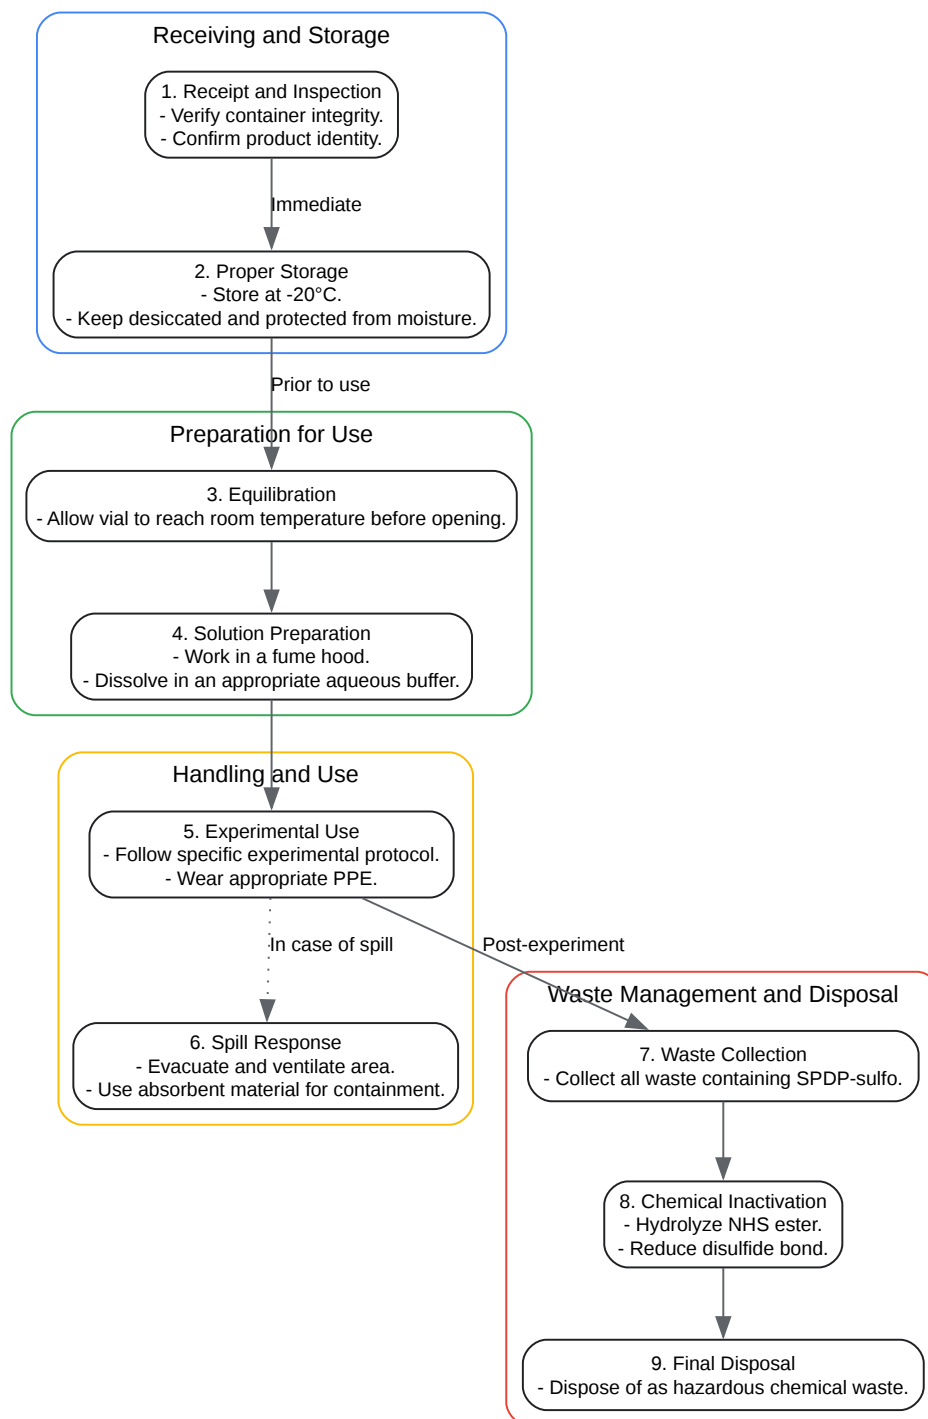 Receiving and Storage
1. Receipt and Inspection
- Verify container integrity.
- Confirm product identity.
Immediate
2. Proper Storage
- Store at -20°C.
- Keep desiccated and protected from moisture.
Prior to use
Preparation for Use
3. Equilibration
- Allow vial to reach room temperature before opening.
4. Solution Preparation
- Work in a fume hood.
- Dissolve in an appropriate aqueous buffer.
Handling and Use
5. Experimental Use
- Follow specific experimental protocol.
- Wear appropriate PPE.
In case of spill
Post-experiment
6. Spill Response
- Evacuate and ventilate area.
- Use absorbent material for containment.
Waste Management and Disposal
7. Waste Collection
- Collect all waste containing SPDP-sulfo.
8. Chemical Inactivation
- Hydrolyze NHS ester.
- Reduce disulfide bond.
9. Final Disposal
- Dispose of as hazardous chemical waste.